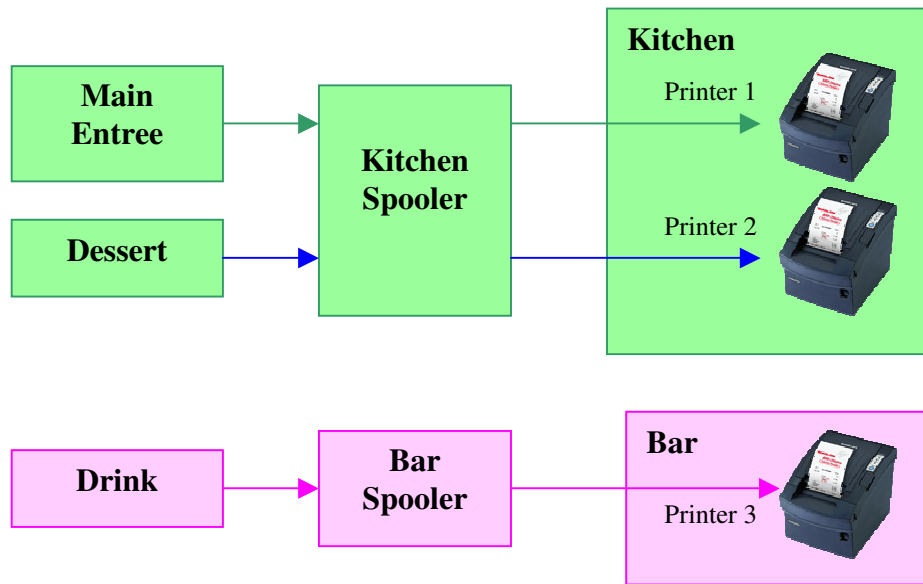 Kitchen
Main
Entree
Printer 1
Kitchen
Spooler
Dessert
Printer 2
Bar
Drink
Bar
Spooler
Printer 3